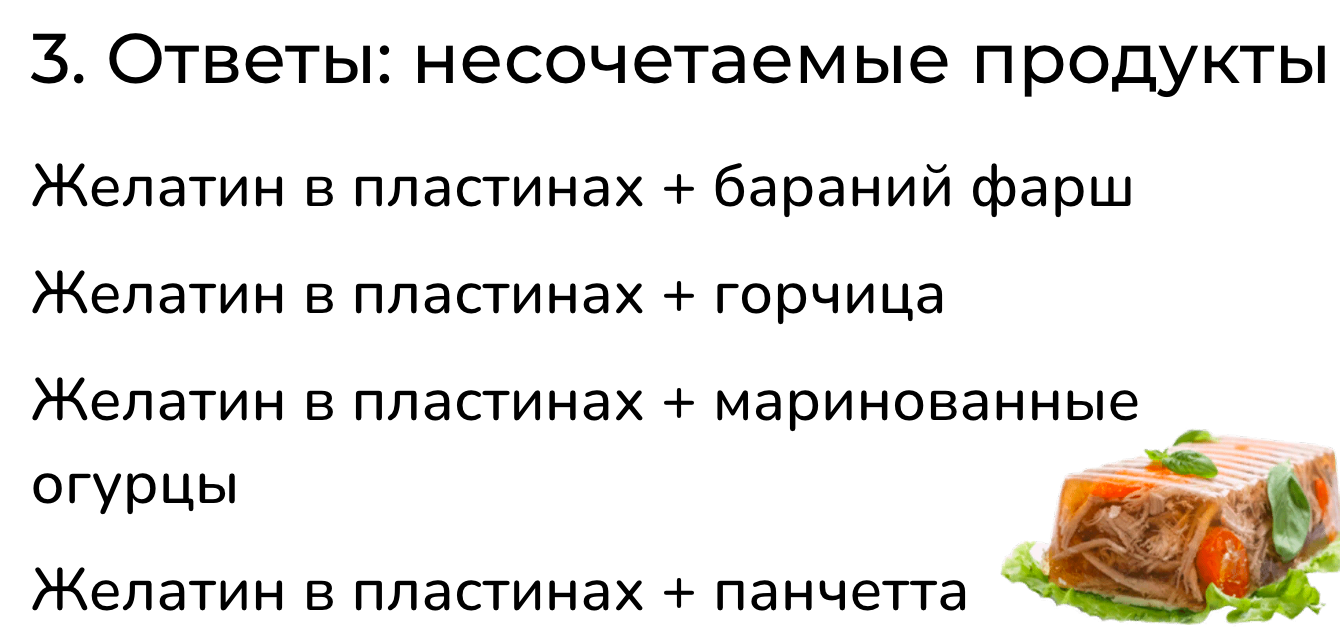 3. Ответы: несочетаемые продукты
Желатин в пластинах + бараний фарш
Желатин в пластинах + горчица
Желатин в пластинах + маринованные
огурцы
Желатин в пластинах + панчетта